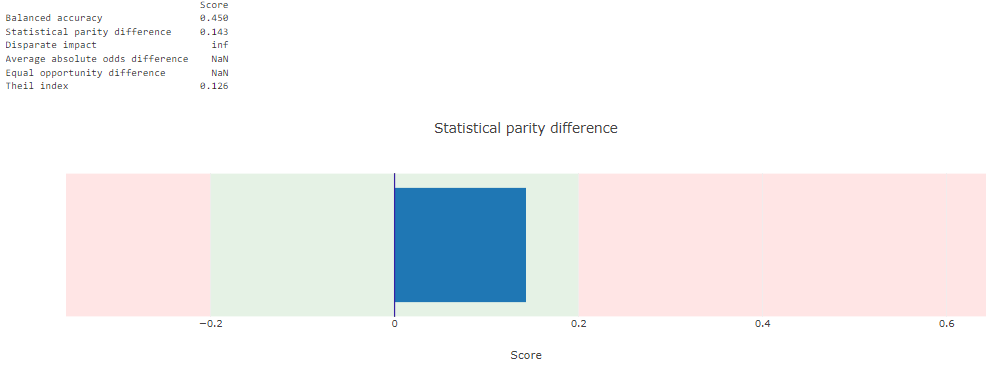 Score
Balanced accuracy 0.450
Statistical parity difference 0.143
Disparate impact inf
Average absolute odds difference NaN
Equal opportunity difference NaN
Theil index 0.126
Statistical parity difference
−0.2 0 0.2 0.4 0.6
Score